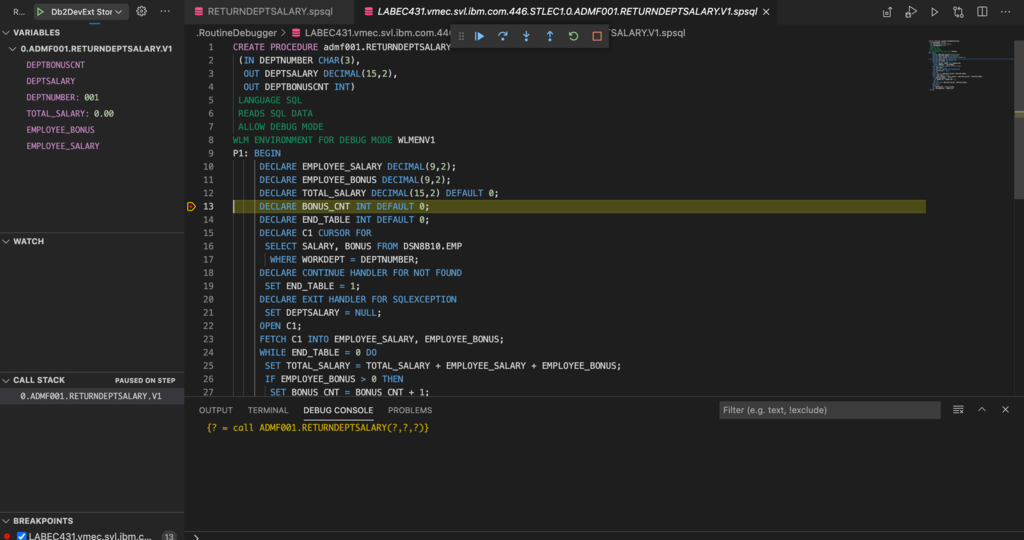 R... Db2DevExt Stor ...
VARIABLES
0.ADMF001.RETURNDEPTSALARY.V1
DEPTBONUSCNT
DEPTSALARY
DEPTNUMBER: 001
TOTAL_SALARY: 0.00
EMPLOYEE_BONUS
EMPLOYEE_SALARY
WATCH
CALL STACK PAUSED ON STEP
0.ADMF001.RETURNDEPTSALARY.V1
BREAKPOINTS
LABEC431.vmec.svl.ibm.c... 13
RETURNDEPTSALARY.spsql
LABEC431.vmec.svl.ibm.com.446.STLEC1.0.ADMF001.RETURNDEPTSALARY.V1.spsql
.RoutineDebugger > LABEC431.vmec.svl.ibm.com.44 SALARY.V1.spsql
1 CREATE PROCEDURE admf001.RETURNDEPTSALARY
2 (IN DEPTNUMBER CHAR(3),
3 OUT DEPTSALARY DECIMAL(15,2),
4 OUT DEPTBONUSCNT INT)
5 LANGUAGE SQL
6 READS SQL DATA
7 ALLOW DEBUG MODE
8 WLM ENVIRONMENT FOR DEBUG MODE WLMENV1
9 P1: BEGIN
10 DECLARE EMPLOYEE_SALARY DECIMAL(9,2);
11 DECLARE EMPLOYEE_BONUS DECIMAL(9,2);
12 DECLARE TOTAL_SALARY DECIMAL(15,2) DEFAULT 0;
13 DECLARE BONUS_CNT INT DEFAULT 0;
14 DECLARE END_TABLE INT DEFAULT 0;
15 DECLARE C1 CURSOR FOR
16 SELECT SALARY, BONUS FROM DSN8B10.EMP
17 WHERE WORKDEPT = DEPTNUMBER;
18 DECLARE CONTINUE HANDLER FOR NOT FOUND
19 SET END_TABLE = 1;
20 DECLARE EXIT HANDLER FOR SQLEXCEPTION
21 SET DEPTSALARY = NULL;
22 OPEN C1;
23 FETCH C1 INTO EMPLOYEE_SALARY, EMPLOYEE_BONUS;
24 WHILE END_TABLE = 0 DO
25 SET TOTAL_SALARY = TOTAL_SALARY + EMPLOYEE_SALARY + EMPLOYEE_BONUS;
26 IF EMPLOYEE_BONUS > 0 THEN
27 SET BONUS_CNT = BONUS_CNT + 1;
OUTPUT TERMINAL DEBUG CONSOLE PROBLEMS Filter (e.g. text, !exclude)
{? = call ADMF001.RETURNDEPTSALARY(?,?,?)}